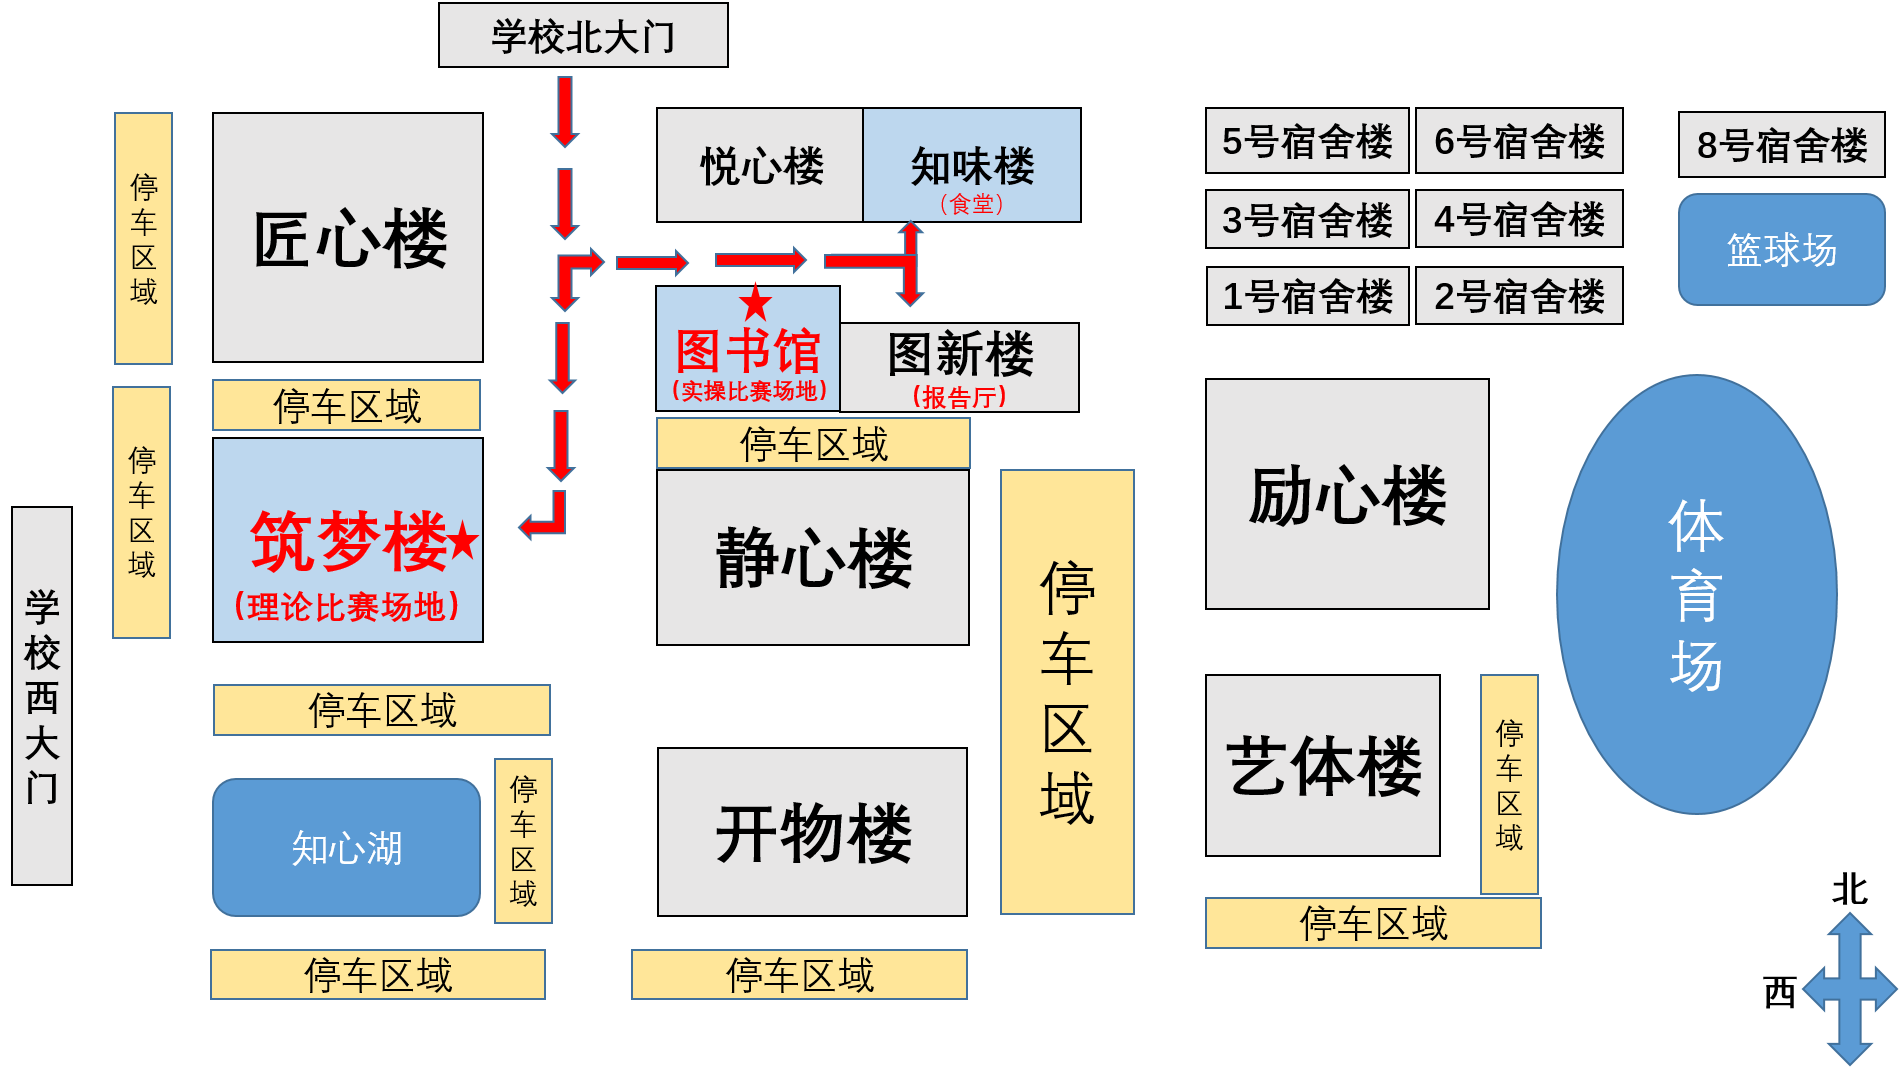 学校北大门
停车区域
匠心楼
悦心楼
知味楼
（食堂）
5号宿舍楼
6号宿舍楼
8号宿舍楼
3号宿舍楼
4号宿舍楼
篮球场
1号宿舍楼
2号宿舍楼
图书馆
(实操比赛场地)
图新楼
(报告厅)
停车区域
停车区域
停车区域
筑梦楼
(理论比赛场地)
静心楼
励心楼
体育场
学校西大门
停车区域
停车区域
艺体楼
停车区域
知心湖
停车区域
开物楼
停车区域
停车区域
停车区域
北
西